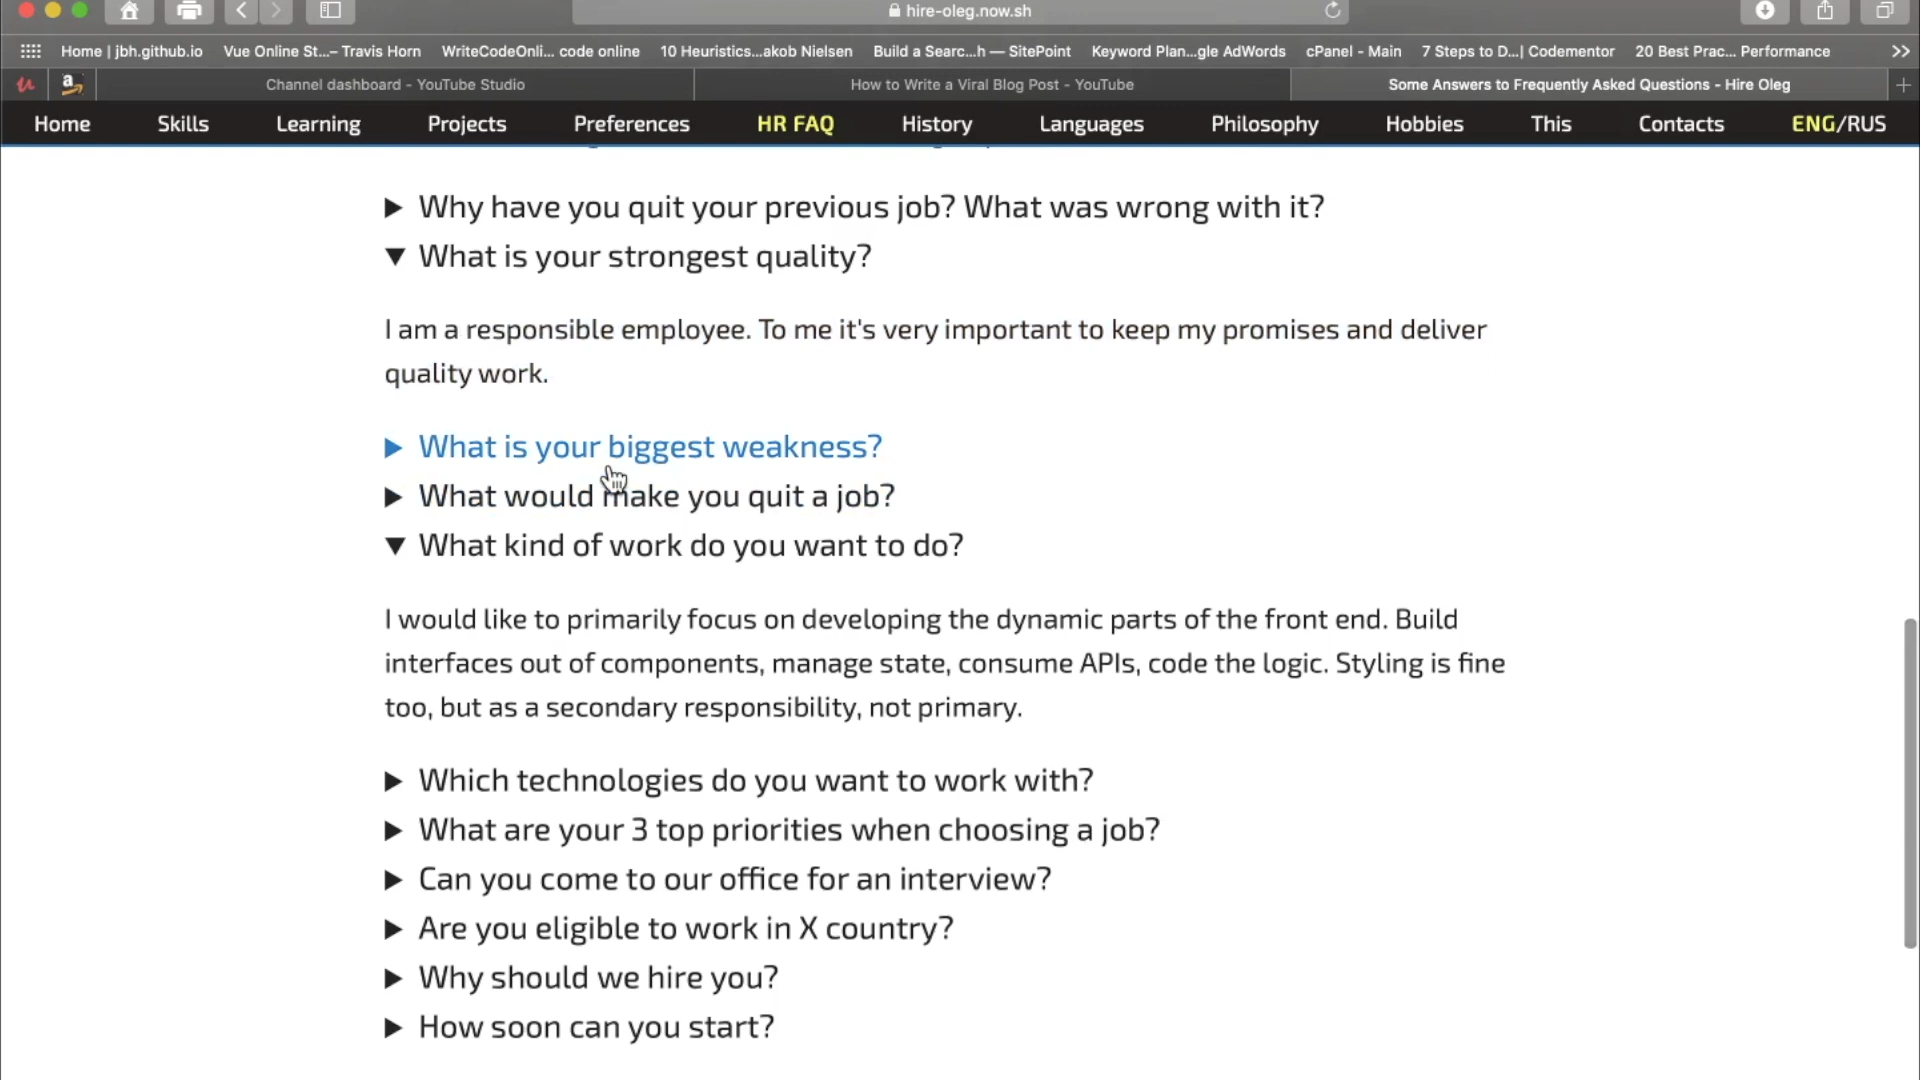 hire-oleg.now.sh
Home | jbh.github.io
Vue Online St...– Travis Horn
WriteCodeOnli... code online
10 Heuristics...akob Nielsen
Build a Searc...h — SitePoint
Keyword Plan...gle AdWords
cPanel - Main
7 Steps to D...| Codementor
20 Best Prac... Performance
Channel dashboard - YouTube Studio
How to Write a Viral Blog Post - YouTube
Some Answers to Frequently Asked Questions - Hire Oleg
Home
Skills
Learning
Projects
Preferences
HR FAQ
History
Languages
Philosophy
Hobbies
This
Contacts
ENG/RUS
Why have you quit your previous job? What was wrong with it?
What is your strongest quality?
I am a responsible employee. To me it's very important to keep my promises and deliver
quality work.
What is your biggest weakness?
What would make you quit a job?
What kind of work do you want to do?
I would like to primarily focus on developing the dynamic parts of the front end. Build
interfaces out of components, manage state, consume APIs, code the logic. Styling is fine
too, but as a secondary responsibility, not primary.
Which technologies do you want to work with?
What are your 3 top priorities when choosing a job?
Can you come to our office for an interview?
Are you eligible to work in X country?
Why should we hire you?
How soon can you start?